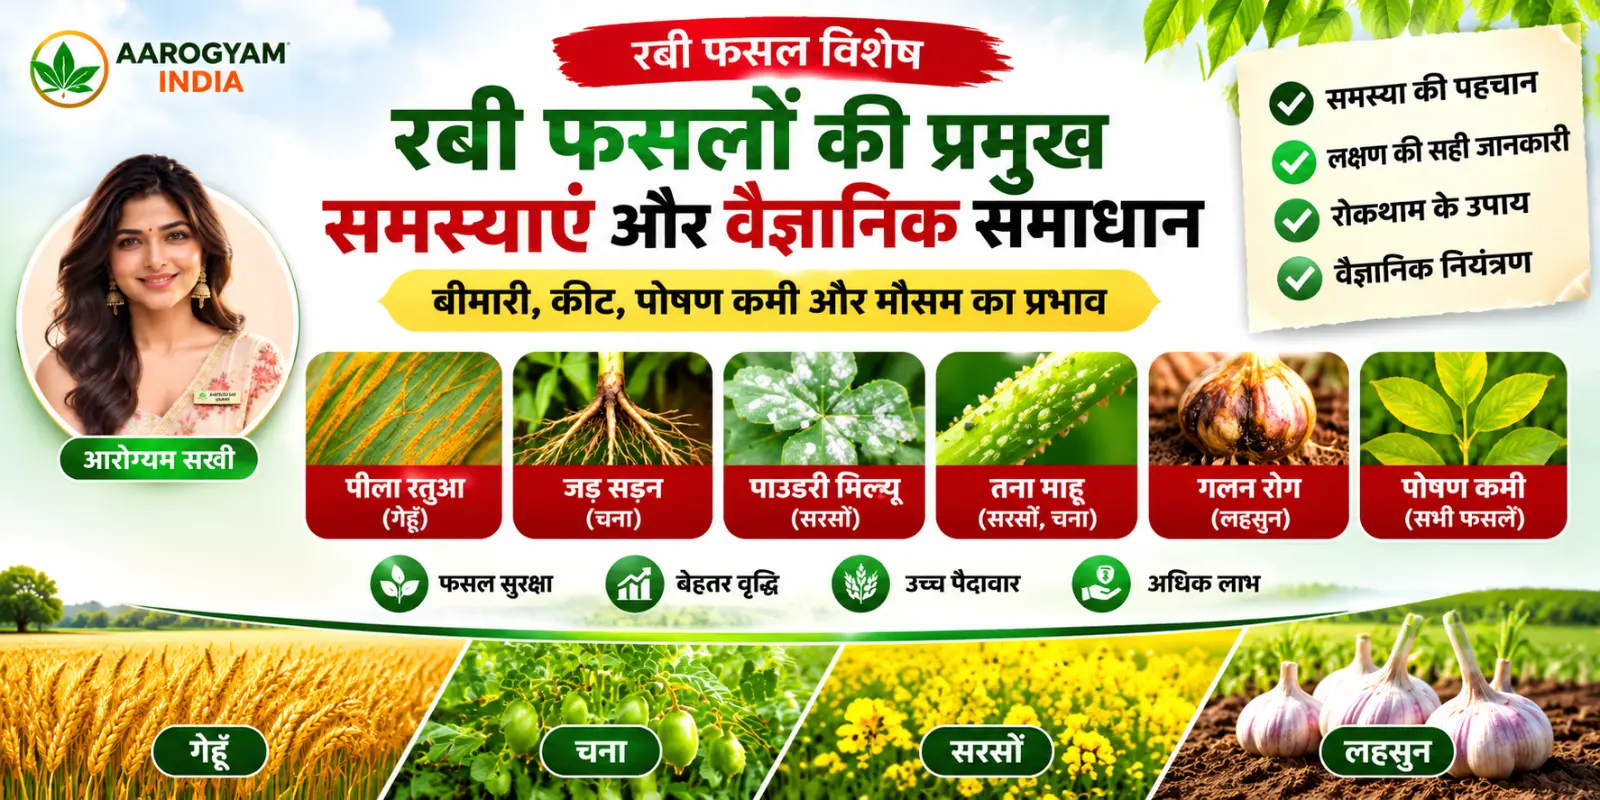 AAROGYAM
INDIA
रबी फसल विशेष
रबी फसलों की प्रमुख
समस्याएं और वैज्ञानिक समाधान
बीमारी, कीट, पोषण कमी और मौसम का प्रभाव
समस्या की पहचान
लक्षण की सही जानकारी
रोकथाम के उपाय
वैज्ञानिक नियंत्रण
आरोग्यम सखी
पीला रतुआ
(गेहूँ)
जड़ सड़न
(चना)
पाउडरी मिल्यू
(सरसों)
तना माहू
(सरसों, चना)
गलन रोग
(लहसुन)
पोषण कमी
(सभी फसलें)
फसल सुरक्षा
बेहतर वृद्धि
उच्च पैदावार
अधिक लाभ
गेहूँ
चना
सरसों
लहसुन